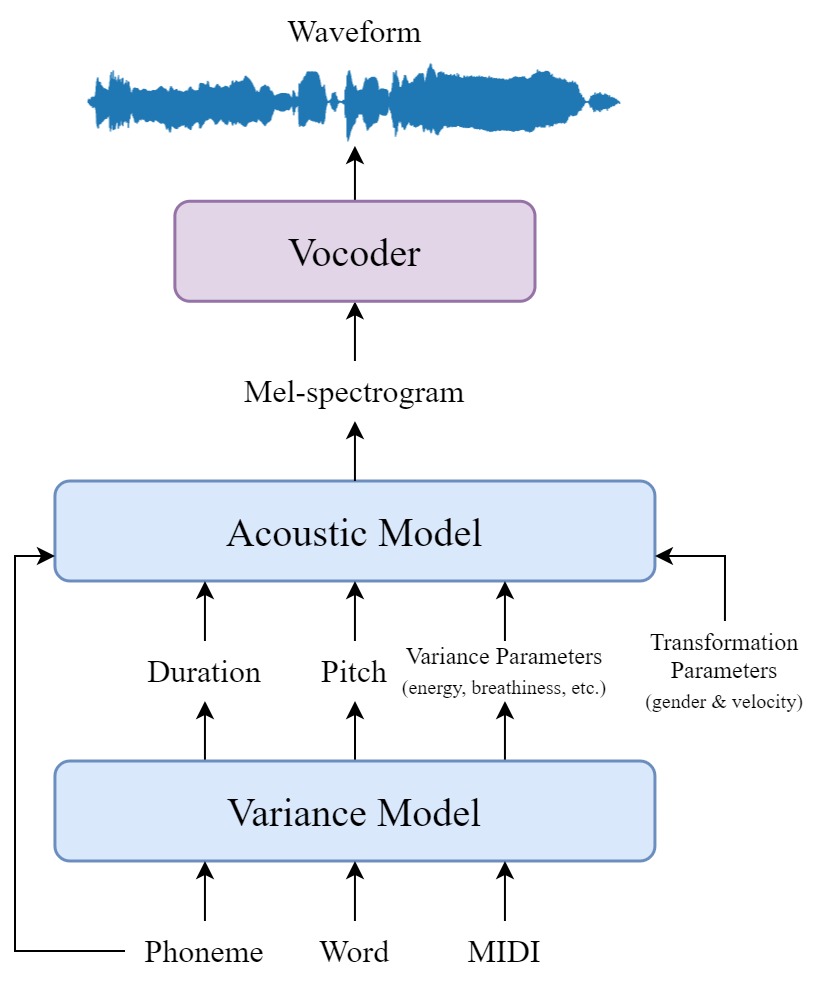 Waveform
Vocoder
Mel-spectrogram
Acoustic Model
Duration
Pitch
Variance Parameters
(energy, breathiness, etc.)
Transformation
Parameters
(gender & velocity)
Variance Model
Phoneme
Word
MIDI